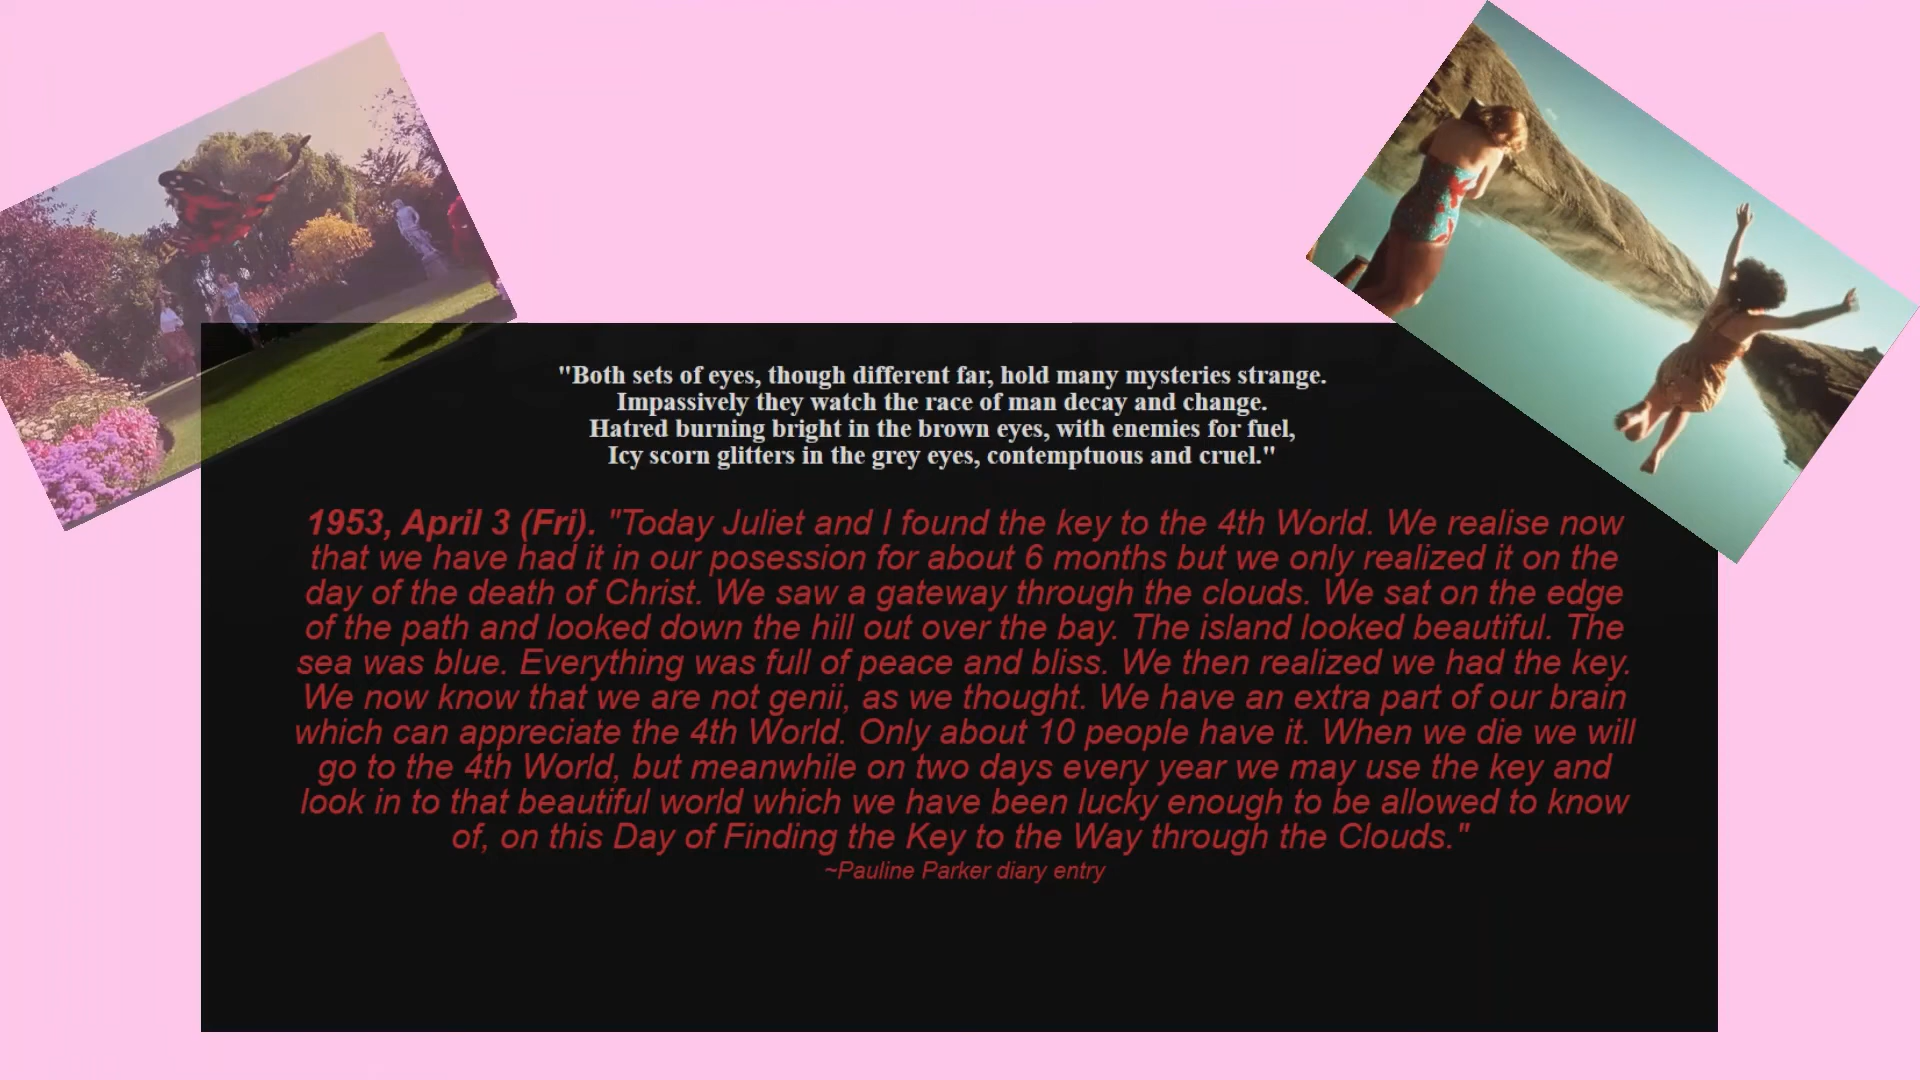 "Both sets of eyes, though different far, hold many mysteries strange.
Impassively they watch the race of man decay and change.
Hatred burning bright in the brown eyes, with enemies for fuel,
Icy scorn glitters in the grey eyes, contemptuous and cruel."
1953, April 3 (Fri). "Today Juliet and I found the key to the 4th World. We realise now
that we have had it in our posession for about 6 months but we only realized it on the
day of the death of Christ. We saw a gateway through the clouds. We sat on the edge
of the path and looked down the hill out over the bay. The island looked beautiful. The
sea was blue. Everything was full of peace and bliss. We then realized we had the key.
We now know that we are not genii, as we thought. We have an extra part of our brain
which can appreciate the 4th World. Only about 10 people have it. When we die we will
go to the 4th World, but meanwhile on two days every year we may use the key and
look in to that beautiful world which we have been lucky enough to be allowed to know
of, on this Day of Finding the Key to the Way through the Clouds."
~Pauline Parker diary entry